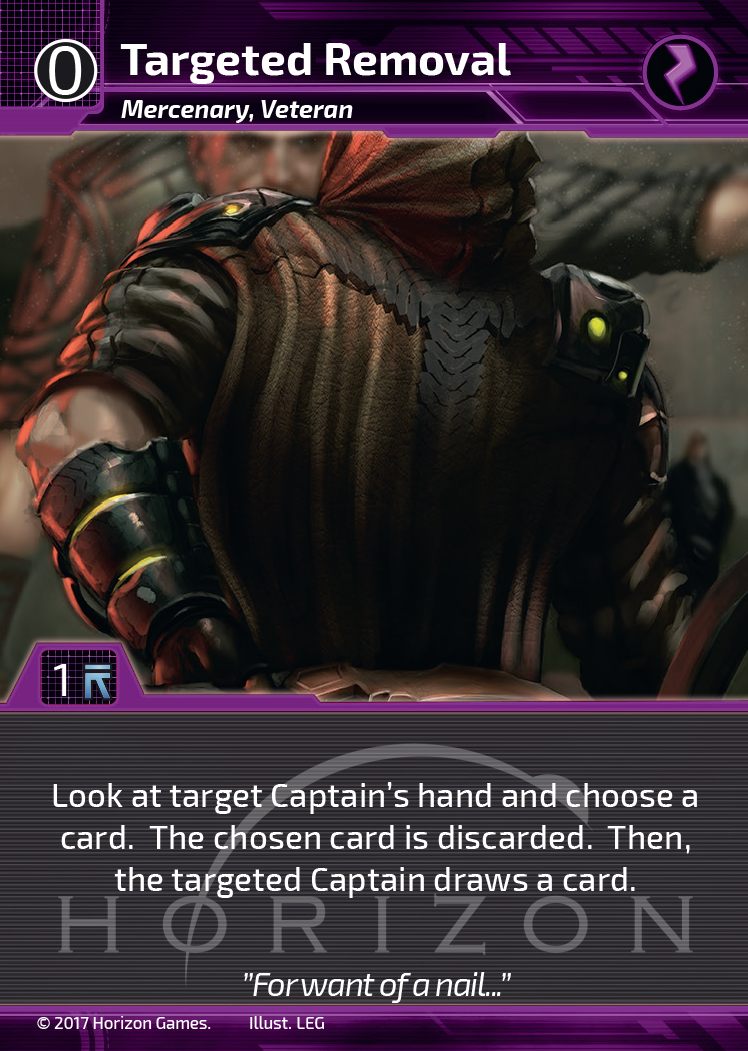 0
Targeted Removal
Mercenary, Veteran
1
Look at target Captain's hand and choose a
card.  The chosen card is discarded.  Then,
the targeted Captain draws a card.
HORIZON
"For want of a nail..."
© 2017 Horizon Games. Illust. LEG